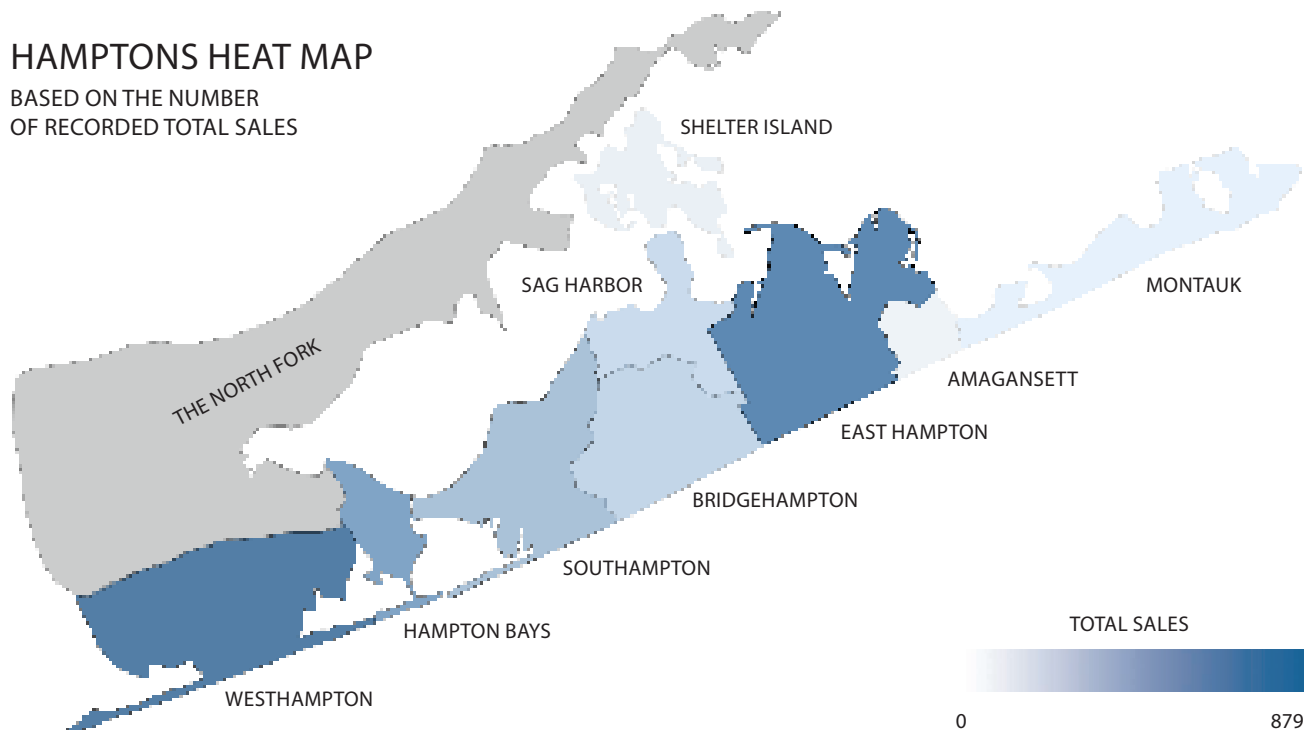 HAMPTONS HEAT MAP
BASED ON THE NUMBER
OF RECORDED TOTAL SALES
SHELTER ISLAND
SAG HARBOR
MONTAUK
THE NORTH FORK
AMAGANSETT
EAST HAMPTON
BRIDGEHAMPTON
SOUTHAMPTON
HAMPTON BAYS
WESTHAMPTON
TOTAL SALES
0 879